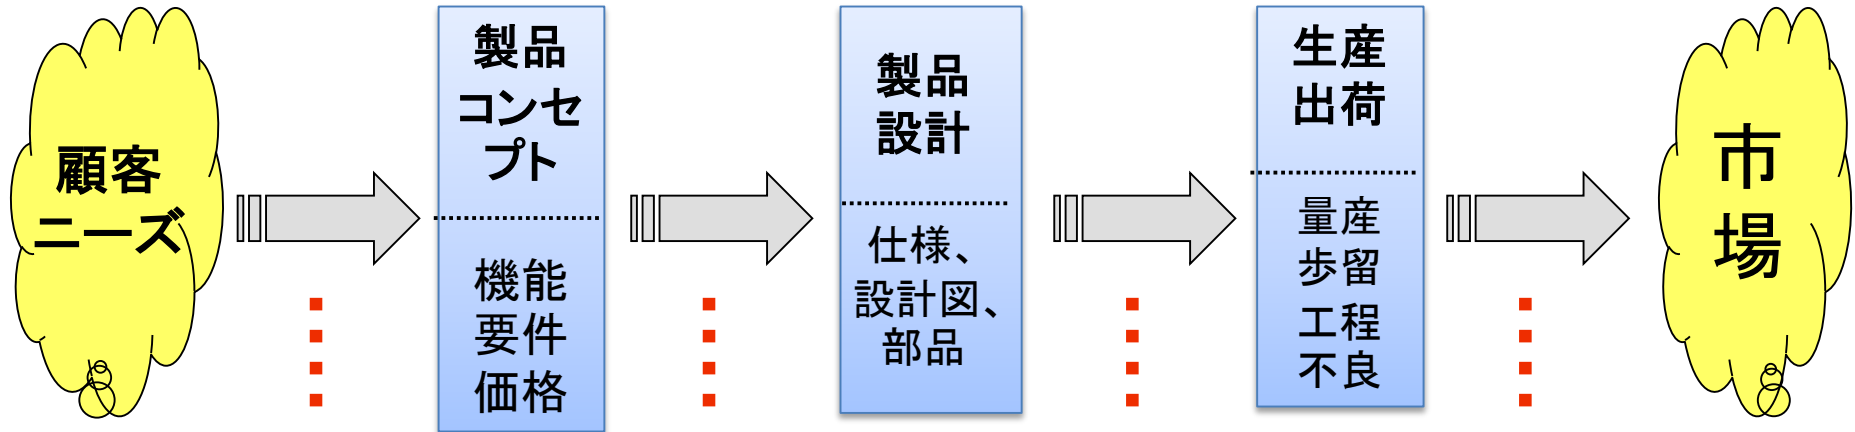 顧客
ニーズ
製品
コンセ
プト
機能
要件
価格
製品
設計
仕様、
設計図、
部品
生産
出荷
量産
歩留
工程
不良
市
場